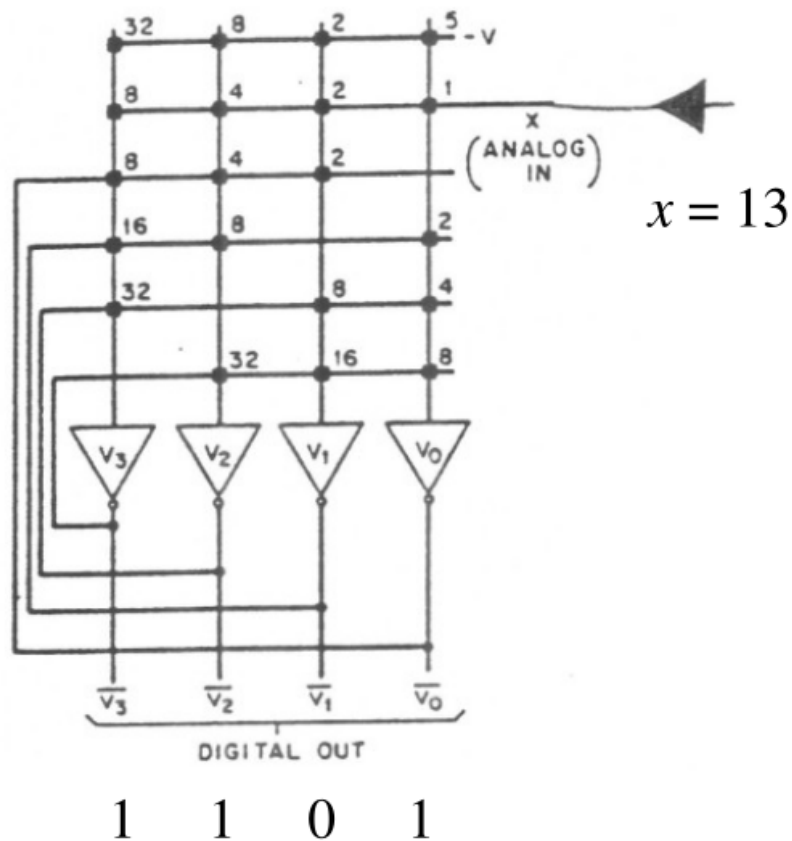 32 8 2 5 -V
8 4 2 1
X
(ANALOG IN)
8 4 2
x = 13
16 8 2
32 8 4
32 16 8
V3 V2 V1 V0
V̅3 V̅2 V̅1 V̅0
DIGITAL OUT
1 1 0 1